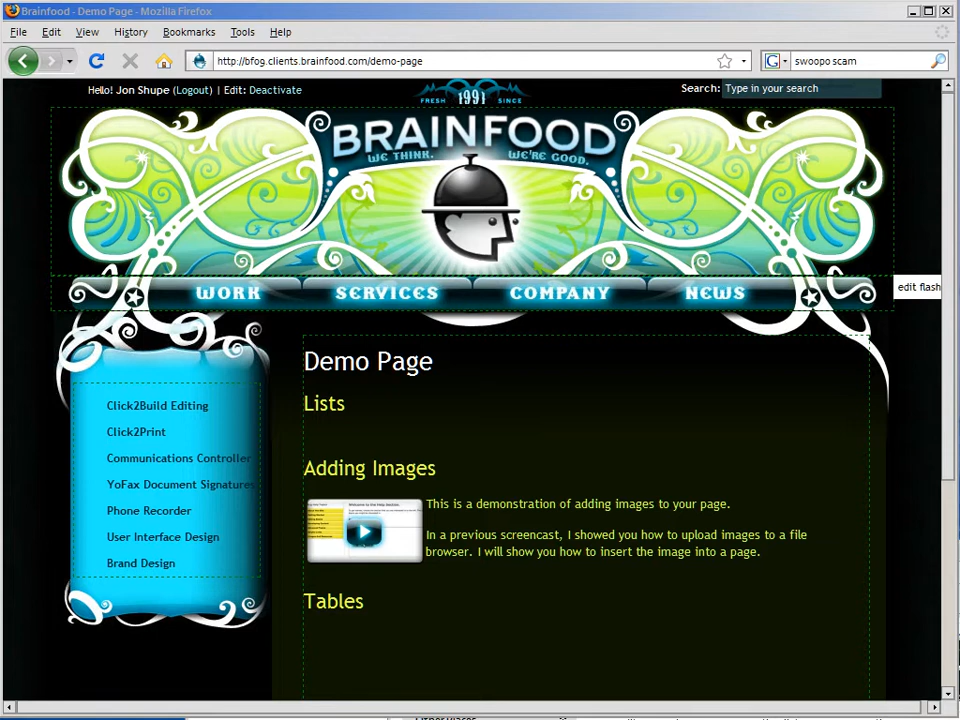 Brainfood - Demo Page - Mozilla Firefox
File Edit View History Bookmarks Tools Help
http://bfog.clients.brainfood.com/demo-page
G swoopo scam
Hello! Jon Shupe (Logout) | Edit: Deactivate
Search: Type in your search
FRESH 1991 SINCE
BRAINFOOD
WE THINK. WE'RE GOOD.
WORK SERVICES COMPANY NEWS
edit flash
Demo Page
Lists
Click2Build Editing
Click2Print
Communications Controller
YoFax Document Signatures
Phone Recorder
User Interface Design
Brand Design
Adding Images
This is a demonstration of adding images to your page.
In a previous screencast, I showed you how to upload images to a file
browser. I will show you how to insert the image into a page.
Tables